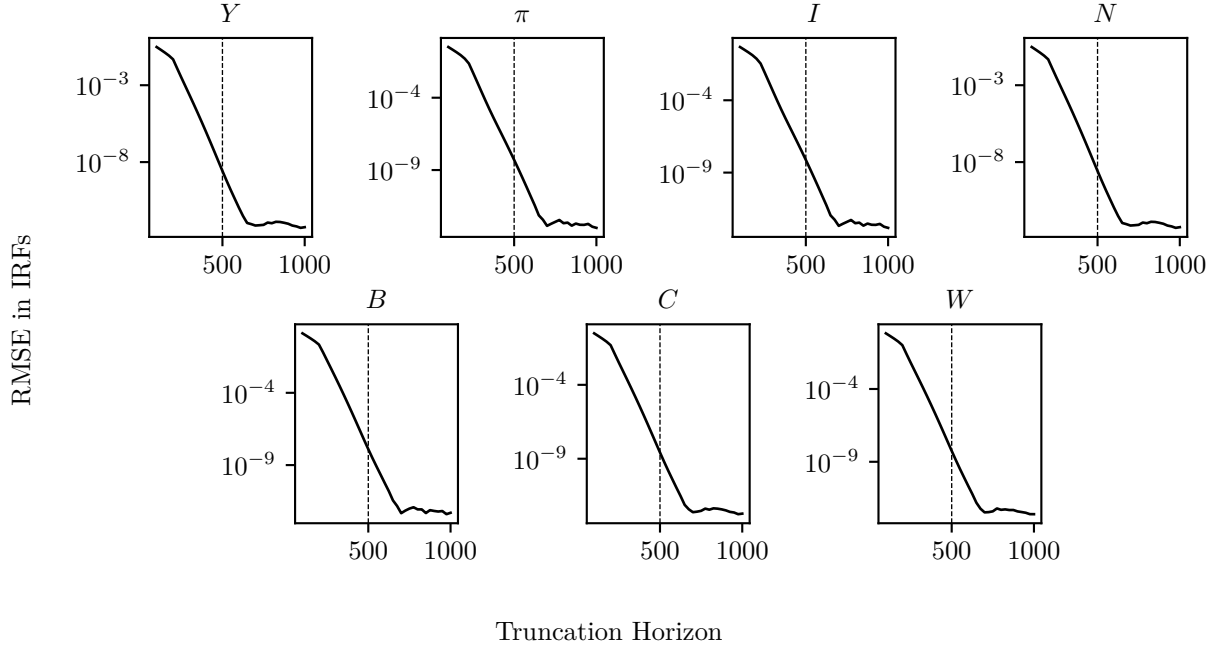 Y π I N
10⁻³ 10⁻⁴ 10⁻⁴ 10⁻³
10⁻⁸ 10⁻⁹ 10⁻⁹ 10⁻⁸
500 1000 500 1000 500 1000 500 1000
RMSE in IRFs
B C W
10⁻⁴ 10⁻⁴ 10⁻⁴
10⁻⁹ 10⁻⁹ 10⁻⁹
500 1000 500 1000 500 1000
Truncation Horizon